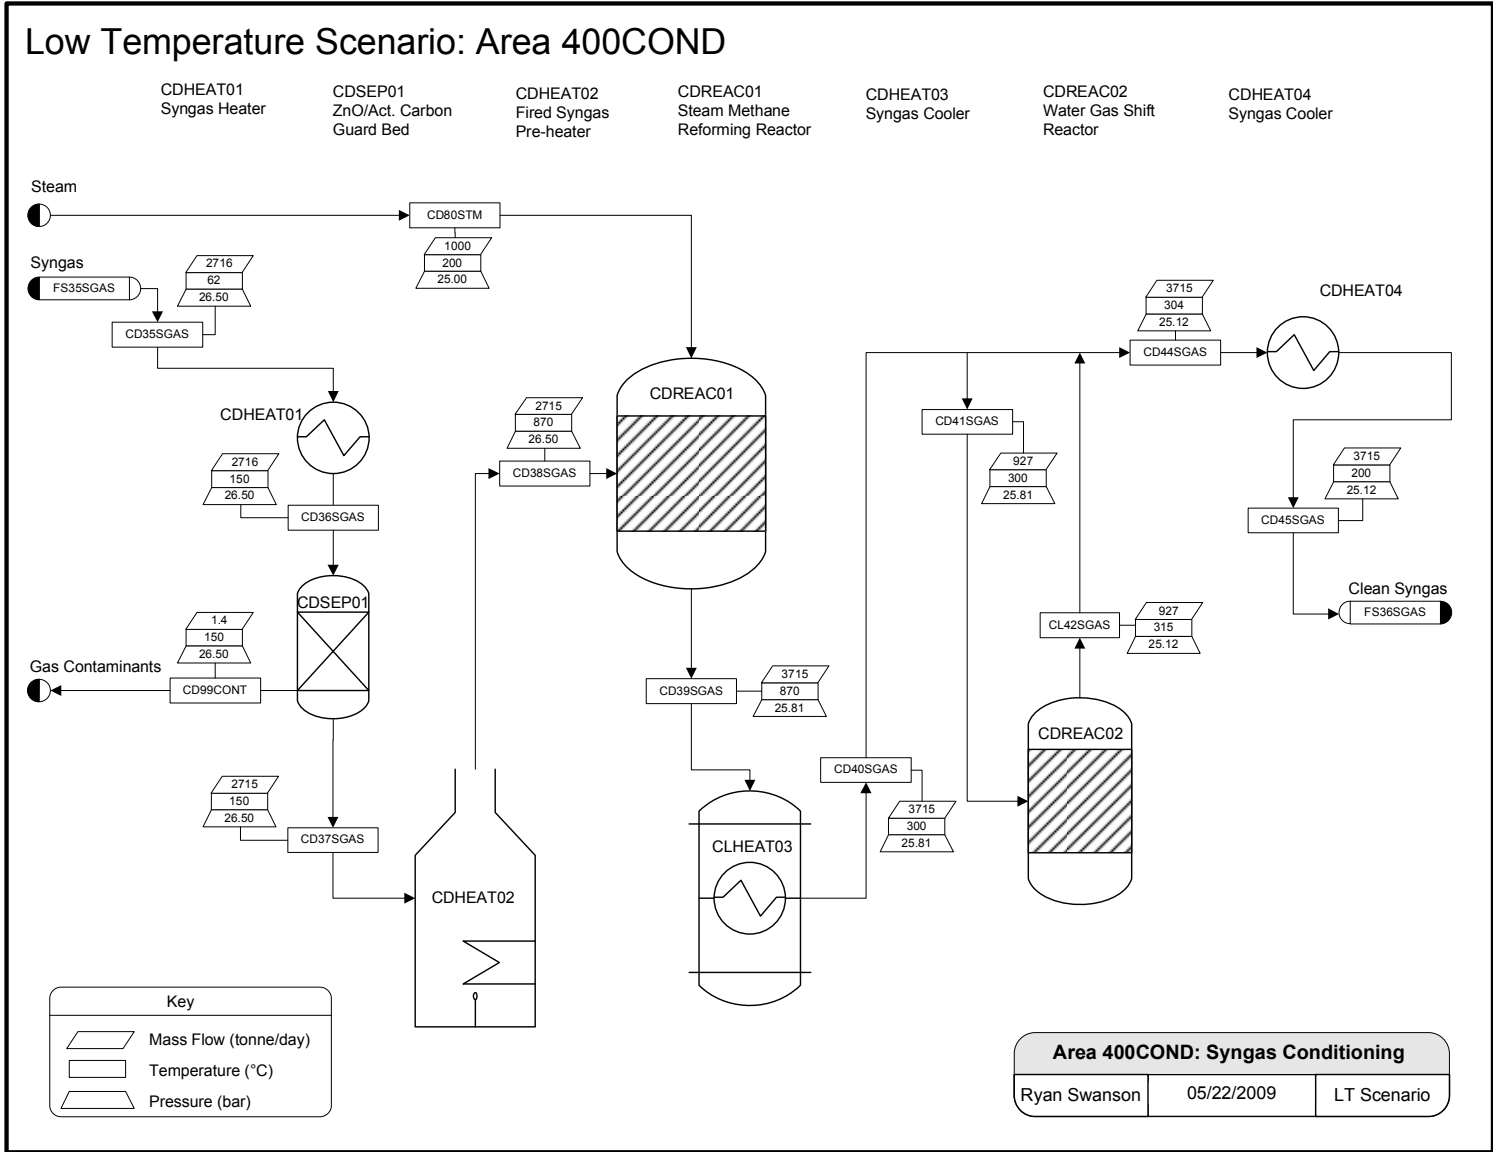 Low Temperature Scenario: Area 400COND
CDHEAT01
Syngas Heater
CDSEP01
ZnO/Act. Carbon
Guard Bed
CDHEAT02
Fired Syngas
Pre-heater
CDREAC01
Steam Methane
Reforming Reactor
CDHEAT03
Syngas Cooler
CDREAC02
Water Gas Shift
Reactor
CDHEAT04
Syngas Cooler
Steam
CD80STM
1000
200
25.00
Syngas
FS35SGAS
2716
62
26.50
CD35SGAS
CDHEAT01
2716
150
26.50
CD36SGAS
CDSEP01
1.4
150
26.50
Gas Contaminants
CD99CONT
2715
150
26.50
CD37SGAS
CDHEAT02
2715
870
26.50
CD38SGAS
CDREAC01
CD39SGAS
3715
870
25.81
CLHEAT03
CD40SGAS
3715
300
25.81
CD41SGAS
927
300
25.81
CDREAC02
CL42SGAS
927
315
25.12
3715
304
25.12
CD44SGAS
CDHEAT04
3715
200
25.12
CD45SGAS
Clean Syngas
FS36SGAS
Key
Mass Flow (tonne/day)
Temperature (°C)
Pressure (bar)
Area 400COND: Syngas Conditioning
Ryan Swanson
05/22/2009
LT Scenario